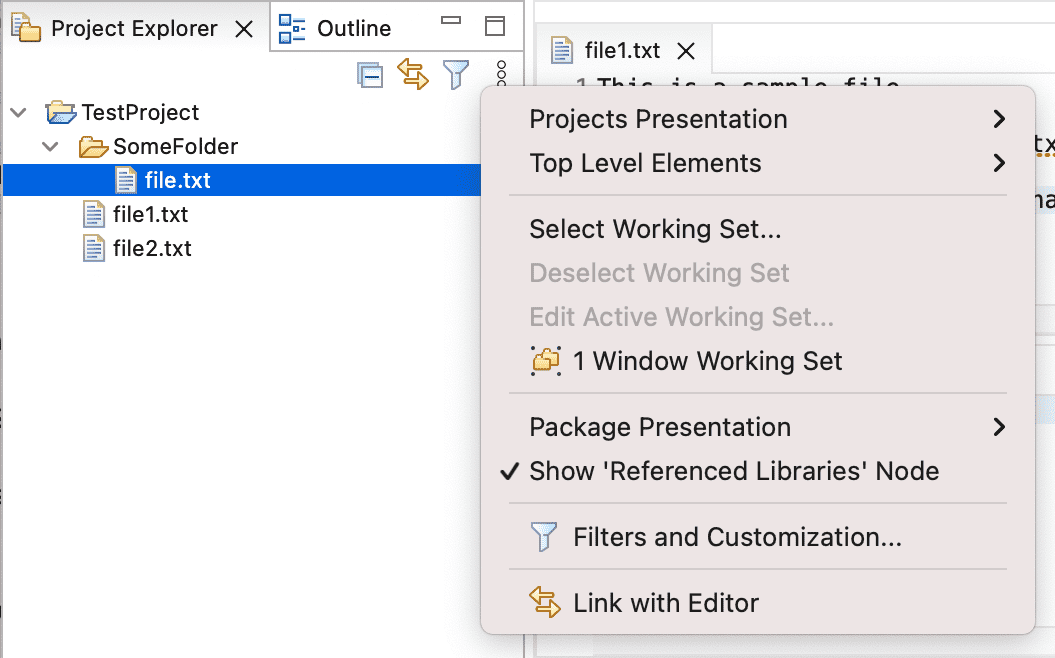 Project Explorer
Outline
TestProject
SomeFolder
file.txt
file1.txt
file2.txt
file1.txt
1 This is a sample file
Projects Presentation
Top Level Elements
Select Working Set...
Deselect Working Set
Edit Active Working Set...
1 Window Working Set
Package Presentation
Show 'Referenced Libraries' Node
Filters and Customization...
Link with Editor